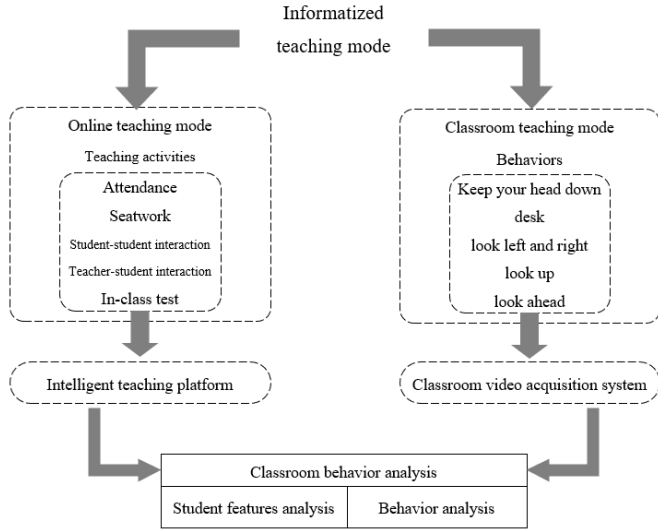 Informatized
teaching mode
Online teaching mode
Teaching activities
Attendance
Seatwork
Student-student interaction
Teacher-student interaction
In-class test
Intelligent teaching platform
Classroom teaching mode
Behaviors
Keep your head down
desk
look left and right
look up
look ahead
Classroom video acquisition system
Classroom behavior analysis
Student features analysis
Behavior analysis